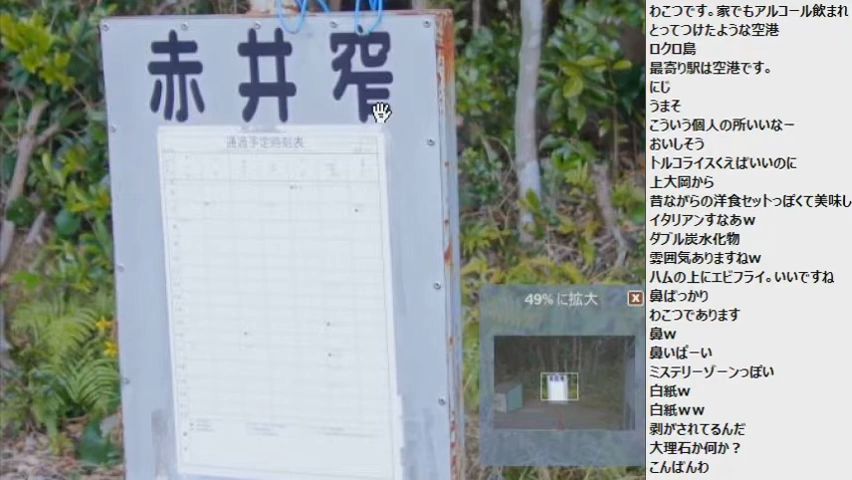 赤井窄
通過予定時刻表
49%に拡大
わこつです。家でもアルコール飲まれ
とってつけたような空港
ロクロ島
最寄り駅は空港です。
にじ
うまそ
こういう個人の所いいなー
おいしそう
トルコライスくえばいいのに
上大岡から
昔ながらの洋食セットっぽくて美味し
イタリアンすなあｗ
ダブル炭水化物
雰囲気ありますねｗ
ハムの上にエビフライ。いいですね
鼻ばっかり
わこつであります
鼻ｗ
鼻いぱーい
ミステリーゾーンっぽい
白紙ｗ
白紙ｗｗ
剥がされてるんだ
大理石か何か？
こんばんわ